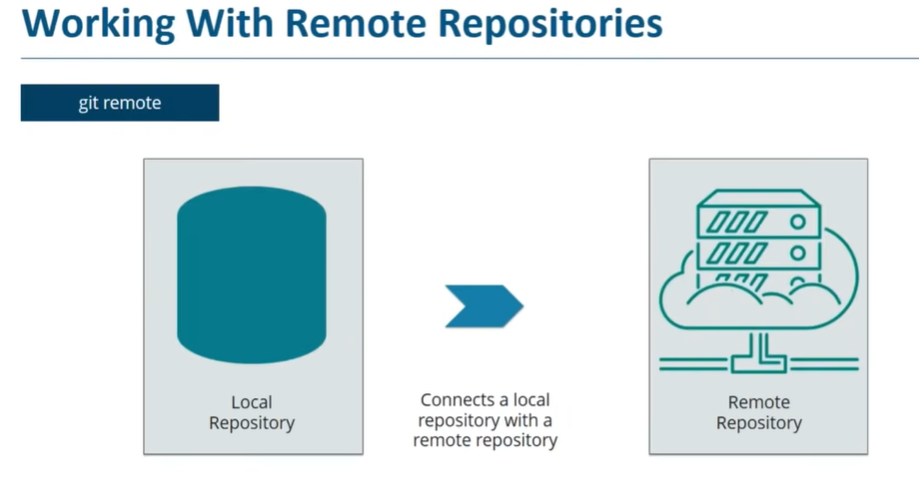 Working With Remote Repositories
git remote
Local
Repository
Connects a local
repository with a
remote repository
Remote
Repository